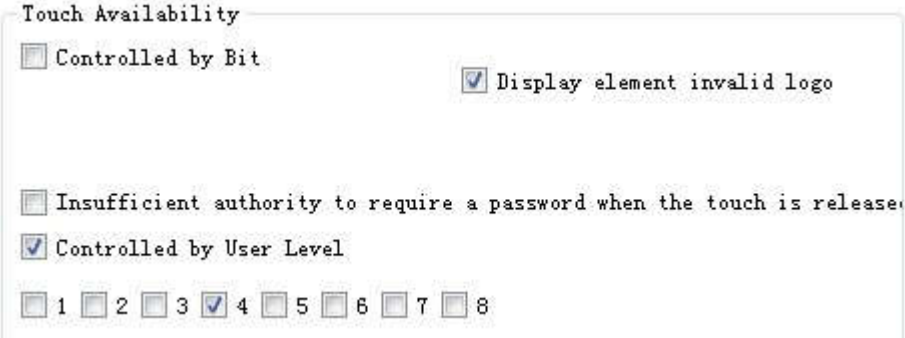 Touch Availability
Controlled by Bit
Display element invalid logo
Insufficient authority to require a password when the touch is release
Controlled by User Level
1 2 3 4 5 6 7 8